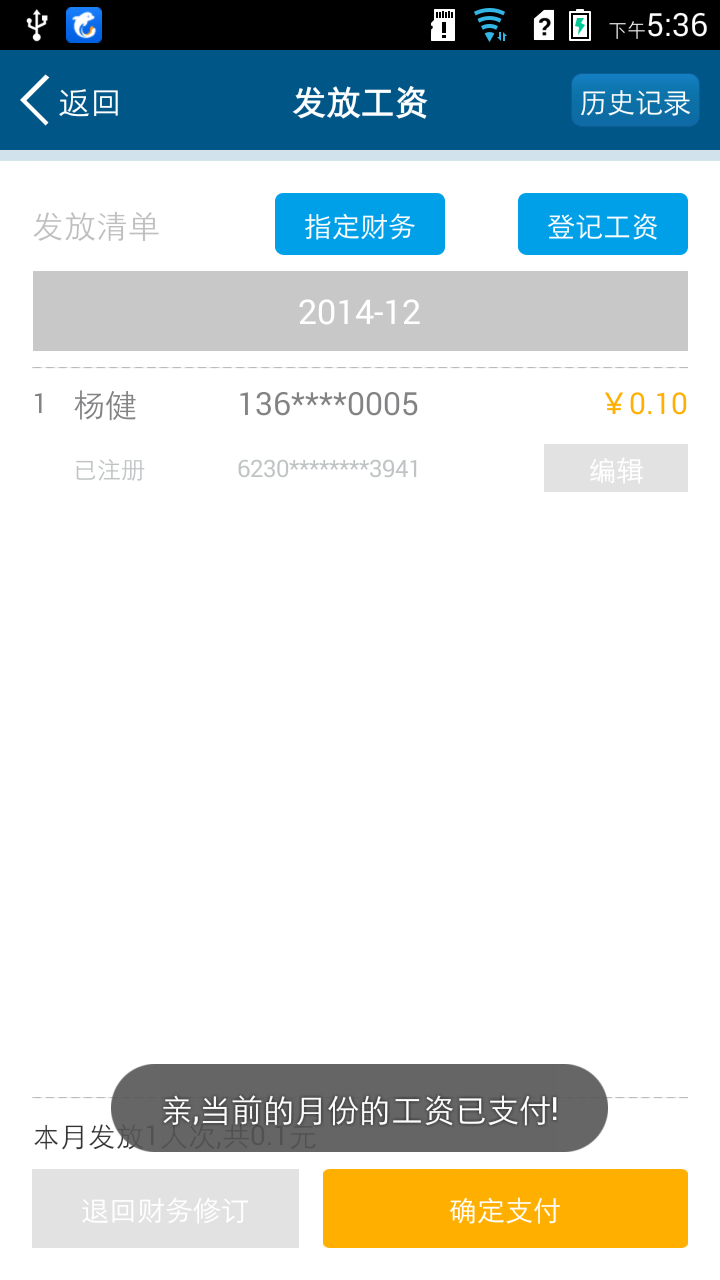 下午5:36
返回 发放工资 历史记录
发放清单 指定财务 登记工资
2014-12
1 杨健 136****0005 ￥0.10
已注册 6230********3941 编辑
亲,当前的月份的工资已支付!
本月发放1人次,共0.1元
退回财务修订 确定支付